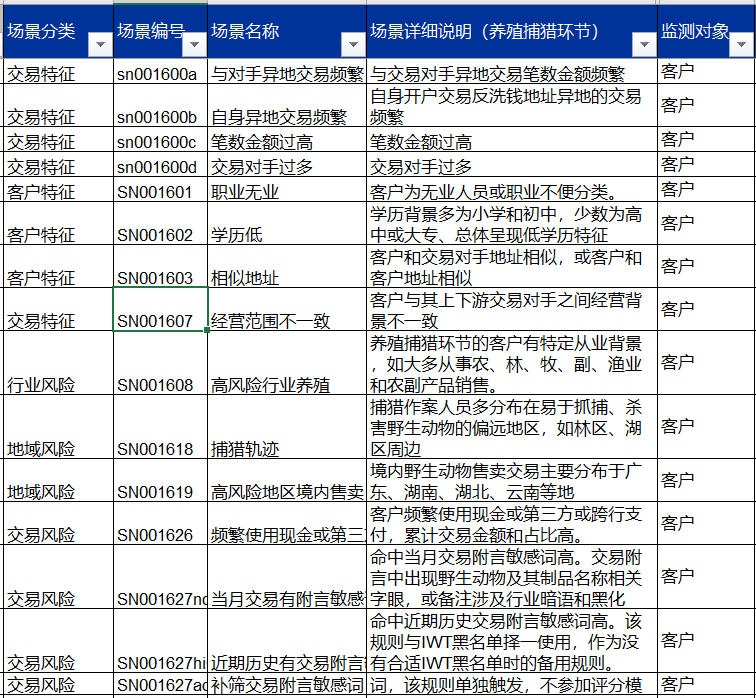 场景分类 场景编号 场景名称 场景详细说明（养殖捕猎环节） 监测对象
交易特征 sn001600a 与对手异地交易频繁 与交易对手异地交易笔数金额频繁 客户
交易特征 sn001600b 自身异地交易频繁 自身开户交易反洗钱地址异地的交易
频繁 客户
交易特征 sn001600c 笔数金额过高 笔数金额过高 客户
交易特征 sn001600d 交易对手过多 交易对手过多 客户
客户特征 SN001601 职业无业 客户为无业人员或职业不便分类。 客户
客户特征 SN001602 学历低 学历背景多为小学和初中，少数为高
中或大专、总体呈现低学历特征 客户
客户特征 SN001603 相似地址 客户和交易对手地址相似，或客户和
客户地址相似 客户
交易特征 SN001607 经营范围不一致 客户与其上下游交易对手之间经营背
景不一致 客户
行业风险 SN001608 高风险行业养殖 养殖捕猎环节的客户有特定从业背景
，如大多从事农、林、牧、副、渔业
和农副产品销售。 客户
地域风险 SN001618 捕猎轨迹 捕猎作案人员多分布在易于抓捕、杀
害野生动物的偏远地区，如林区、湖
区周边 客户
地域风险 SN001619 高风险地区境内售卖 境内野生动物售卖交易主要分布于广
东、湖南、湖北、云南等地 客户
交易风险 SN001626 频繁使用现金或第三 客户频繁使用现金或第三方或跨行支
付，累计交易金额和占比高。 客户
交易风险 SN001627no 当月交易有附言敏感 命中当月交易附言敏感词高。交易附
言中出现野生动物及其制品名称相关
字眼，或备注涉及行业暗语和黑化 客户
交易风险 SN001627hi 近期历史有交易附言 命中近期历史交易附言敏感词高。该
规则与IWT黑名单择一使用，作为没
有合适IWT黑名单时的备用规则。 客户
交易风险 SN001627ad 补筛交易附言敏感词 词，该规则单独触发，不参加评分模 客户